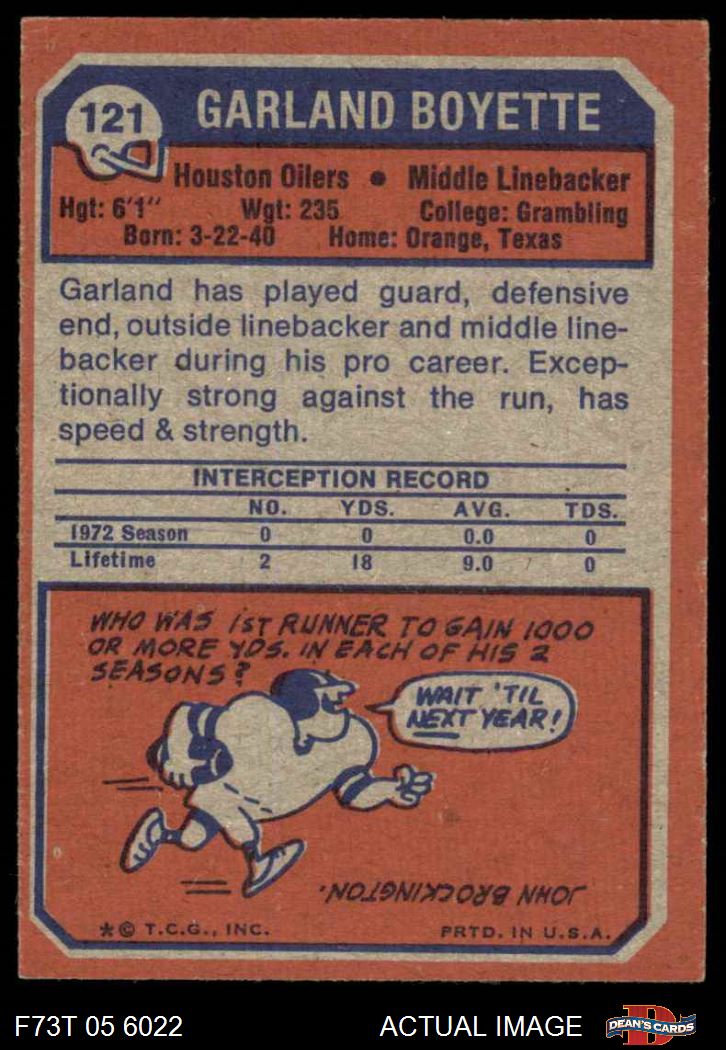 121
GARLAND BOYETTE
Houston Oilers • Middle Linebacker
Hgt: 6'1" Wgt: 235 College: Grambling
Born: 3-22-40 Home: Orange, Texas
Garland has played guard, defensive
end, outside linebacker and middle line-
backer during his pro career. Excep-
tionally strong against the run, has
speed & strength.
INTERCEPTION RECORD
NO. YDS. AVG. TDS.
1972 Season 0 0 0.0 0
Lifetime 2 18 9.0 0
WHO WAS 1ST RUNNER TO GAIN 1000
OR MORE YDS. IN EACH OF HIS 2
SEASONS?
WAIT 'TIL
NEXT YEAR!
JOHN BROCKINGTON.
*© T.C.G., INC. PRTD. IN U.S.A.
F73T 05 6022 ACTUAL IMAGE D DEAN'S CARDS